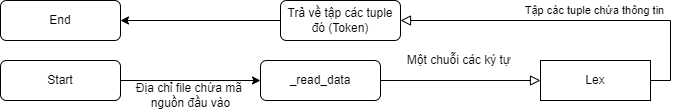 End
Trả về tập các tuple
đó (Token)
Tập các tuple chứa thông tin
Start
Địa chỉ file chứa mã
nguồn đầu vào
_read_data
Một chuỗi các ký tự
Lex